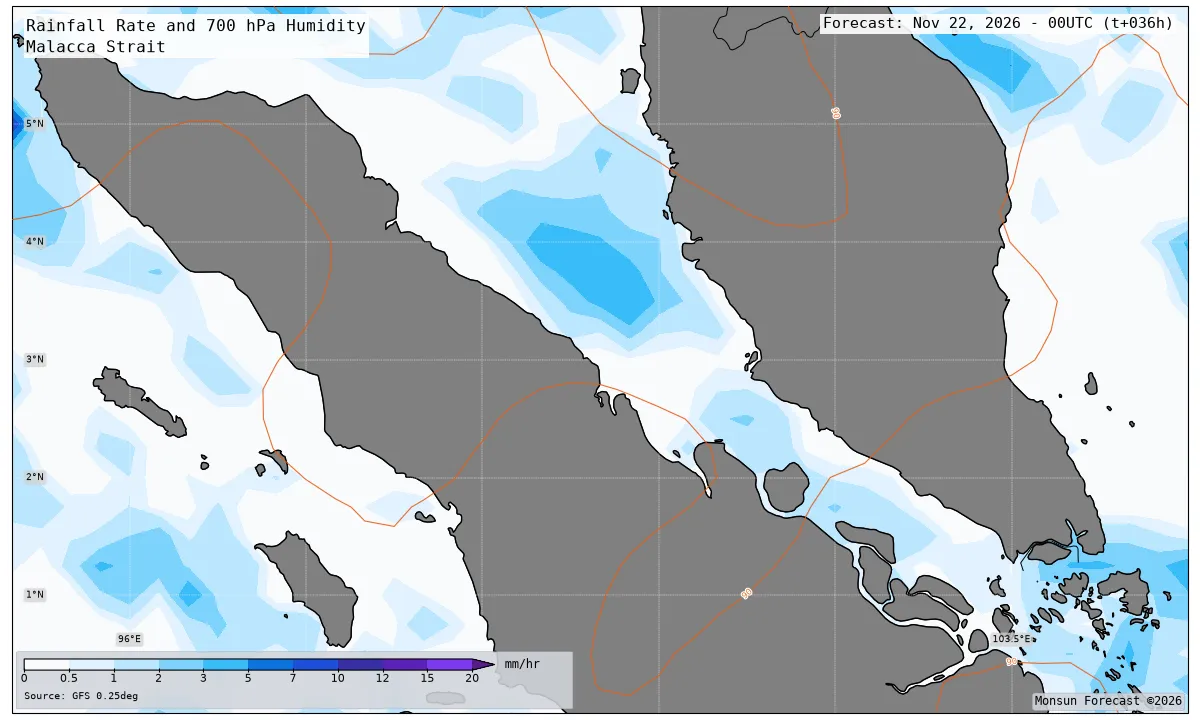 Rainfall Rate and 700 hPa Humidity
Malacca Strait
Forecast: Nov 22, 2026 - 00UTC (t+036h)
90
5°N
4°N
3°N
2°N
1°N
96°E
103.5°E
mm/hr
0 0.5 1 2 3 5 7 10 12 15 20
Source: GFS 0.25deg
Monsun Forecast ©2026